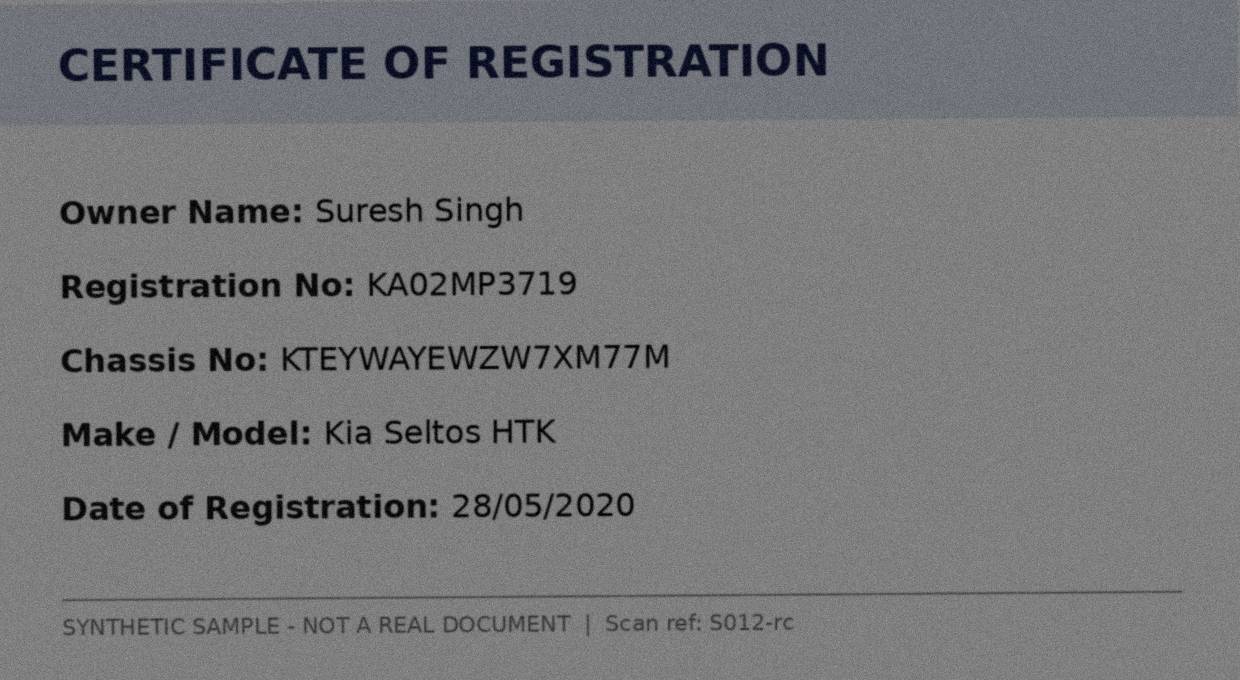 CERTIFICATE OF REGISTRATION
Owner Name: Suresh Singh
Registration No: KA02MP3719
Chassis No: KTEYWAYEWZW7XM77M
Make / Model: Kia Seltos HTK
Date of Registration: 28/05/2020
SYNTHETIC SAMPLE - NOT A REAL DOCUMENT | Scan ref: S012-rc